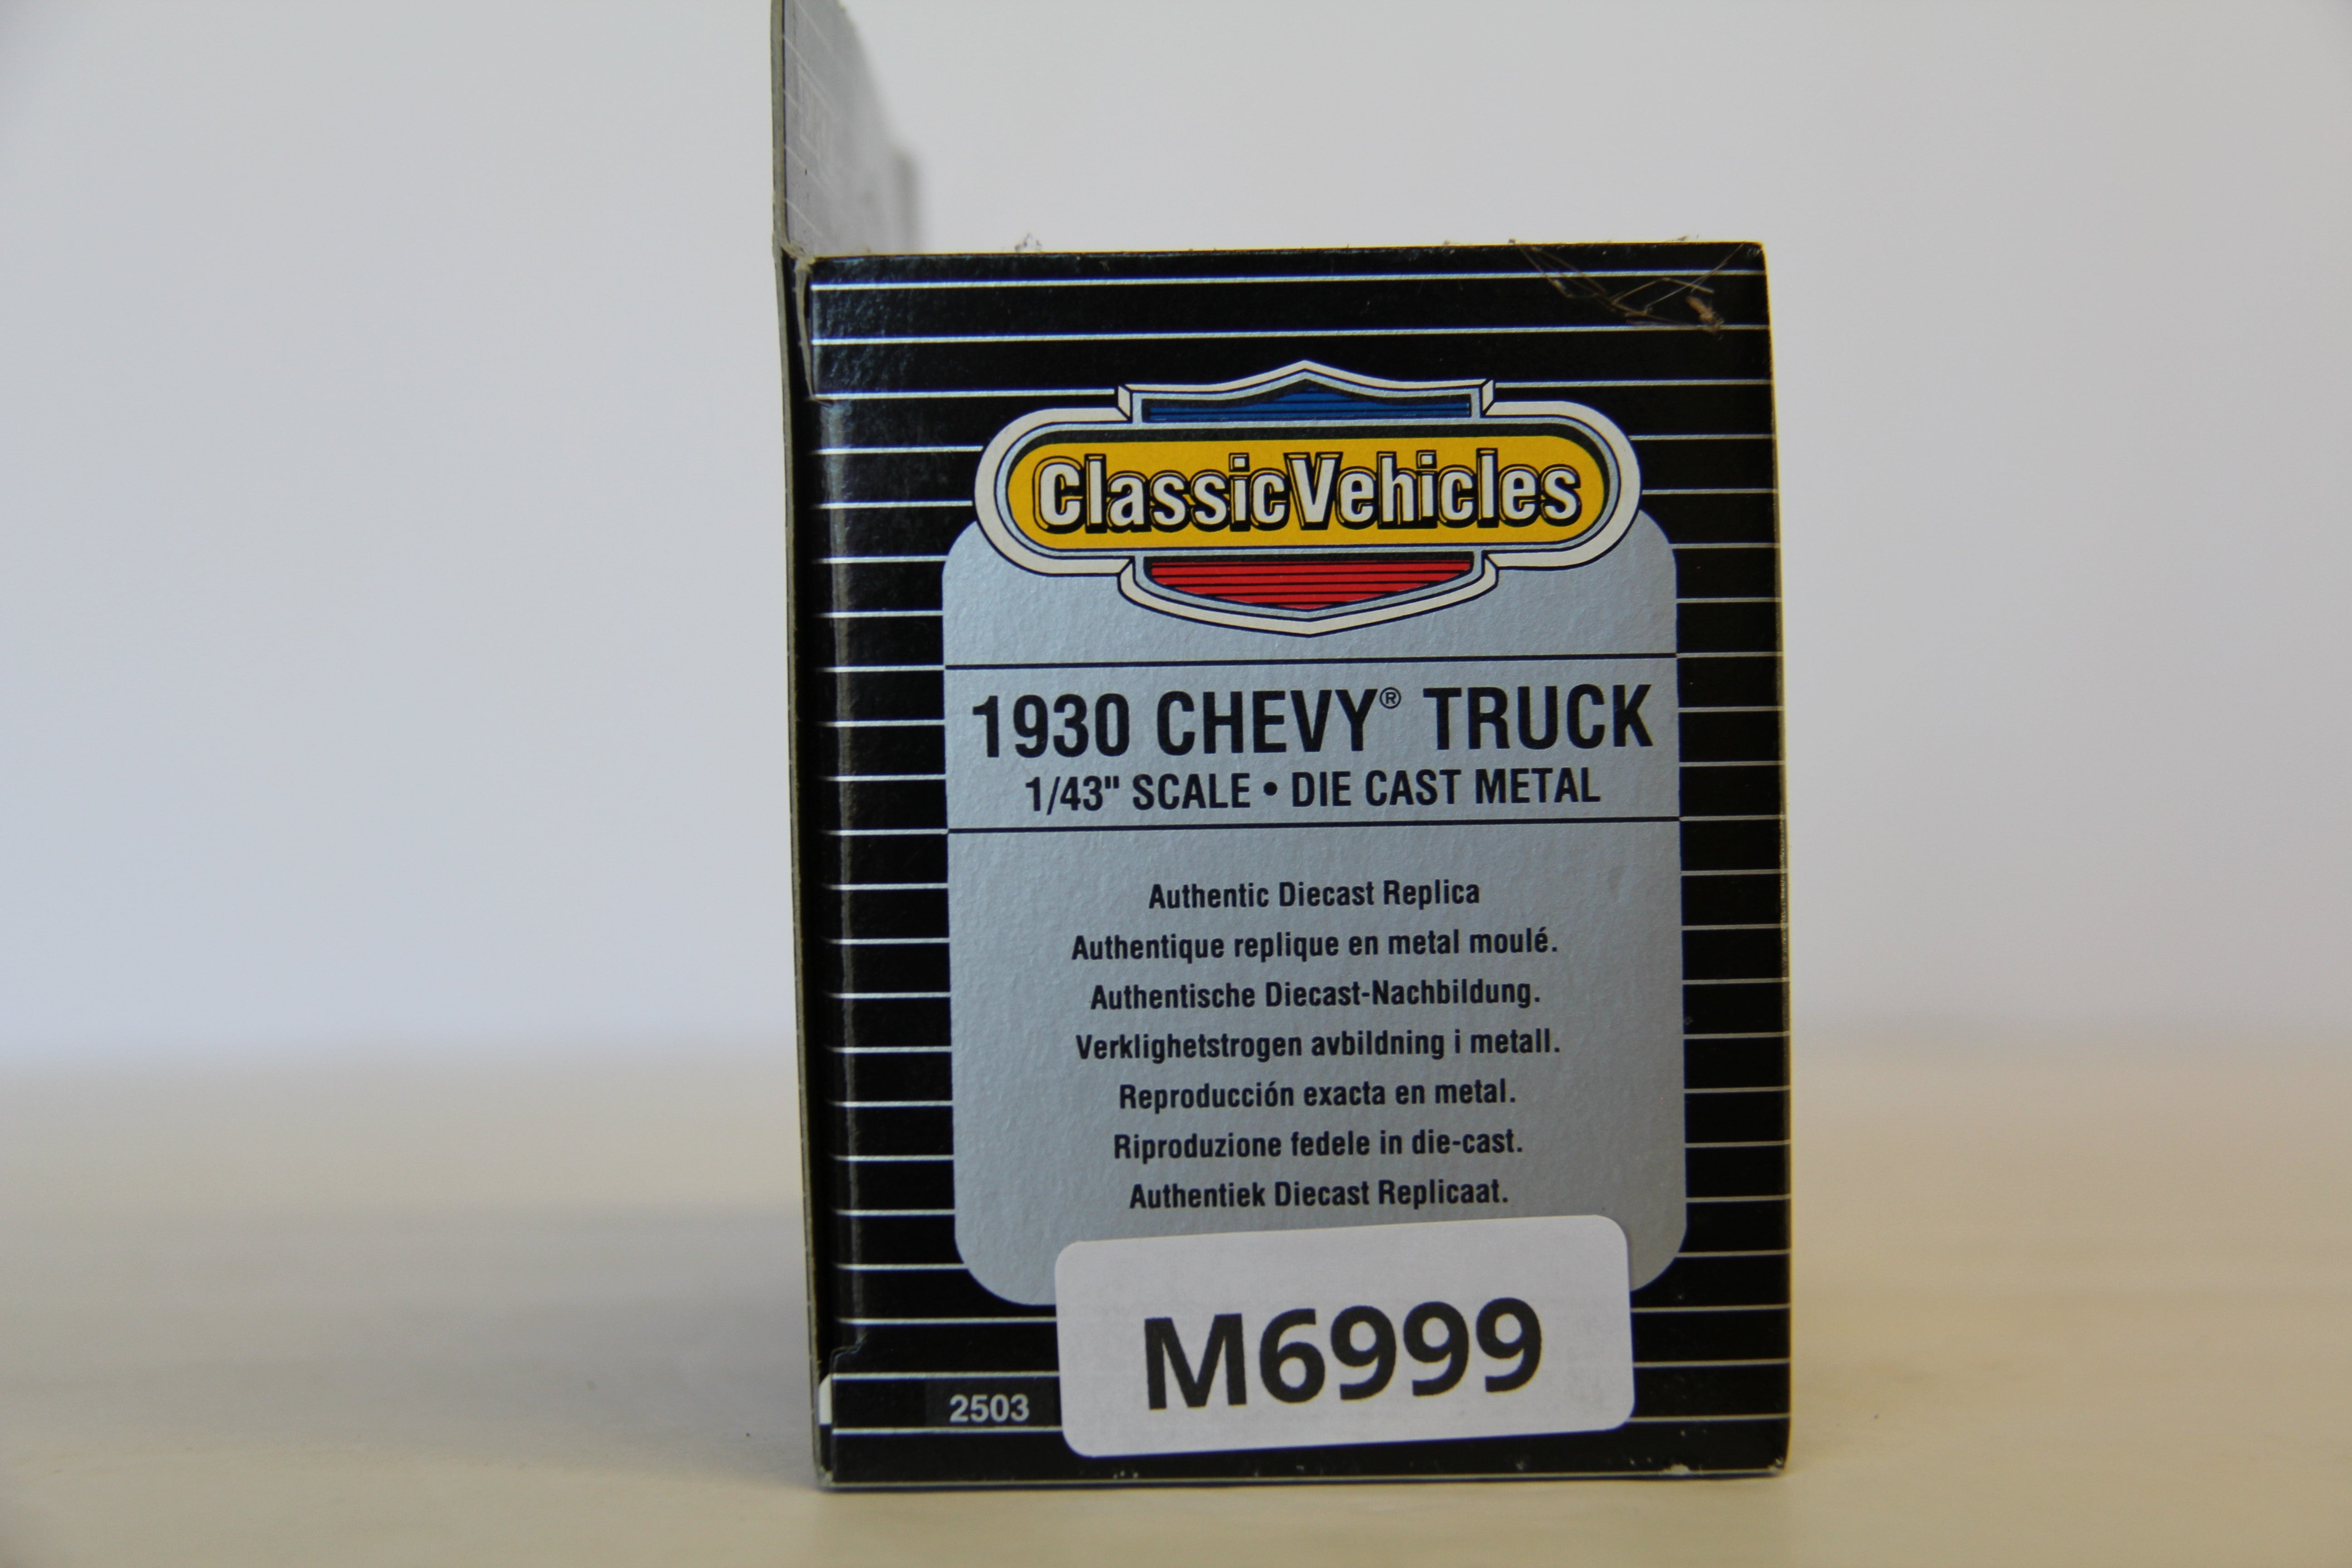 ClassicVehicles
1930 CHEVY® TRUCK
1/43" SCALE • DIE CAST METAL
Authentic Diecast Replica
Authentique replique en metal moulé.
Authentische Diecast-Nachbildung.
Verklighetstrogen avbildning i metall.
Reproducción exacta en metal.
Riproduzione fedele in die-cast.
Authentiek Diecast Replicaat.
M6999
2503